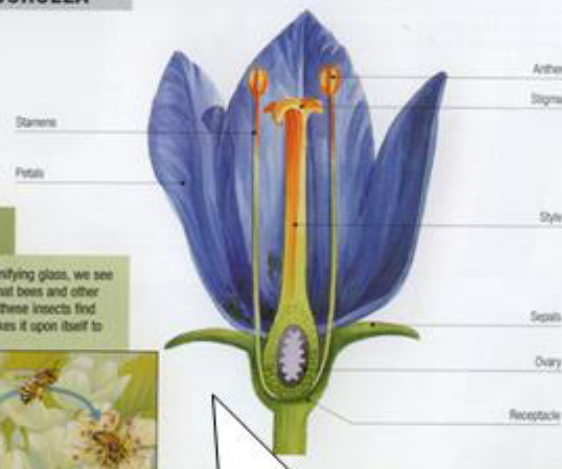 Stamens
Petals
Anther
Stigma
Style
Sepals
Ovary
Receptacle
nifying glass, we see
at bees and other
these insects find
kes it upon itself to